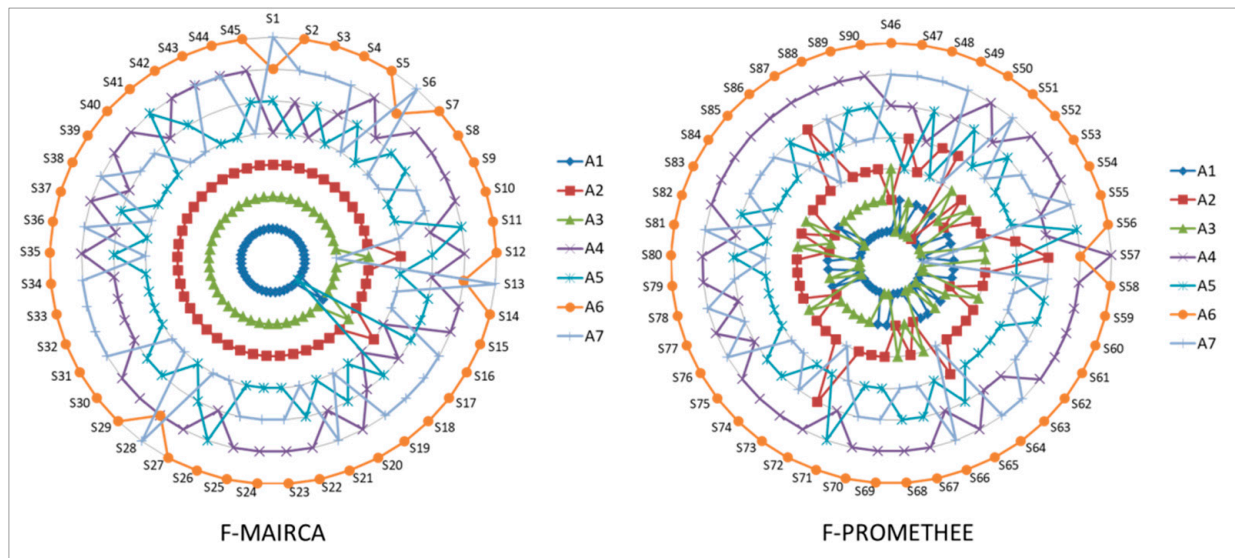 S1
S2
S3
S4
S5
S6
S7
S8
S9
S10
S11
S12
S13
S14
S15
S16
S17
S18
S19
S20
S21
S22
S23
S24
S25
S26
S27
S28
S29
S30
S31
S32
S33
S34
S35
S36
S37
S38
S39
S40
S41
S42
S43
S44
S45
A1
A2
A3
A4
A5
A6
A7
F-MAIRCA
S46
S47
S48
S49
S50
S51
S52
S53
S54
S55
S56
S57
S58
S59
S60
S61
S62
S63
S64
S65
S66
S67
S68
S69
S70
S71
S72
S73
S74
S75
S76
S77
S78
S79
S80
S81
S82
S83
S84
S85
S86
S87
S88
S89
S90
A1
A2
A3
A4
A5
A6
A7
F-PROMETHEE